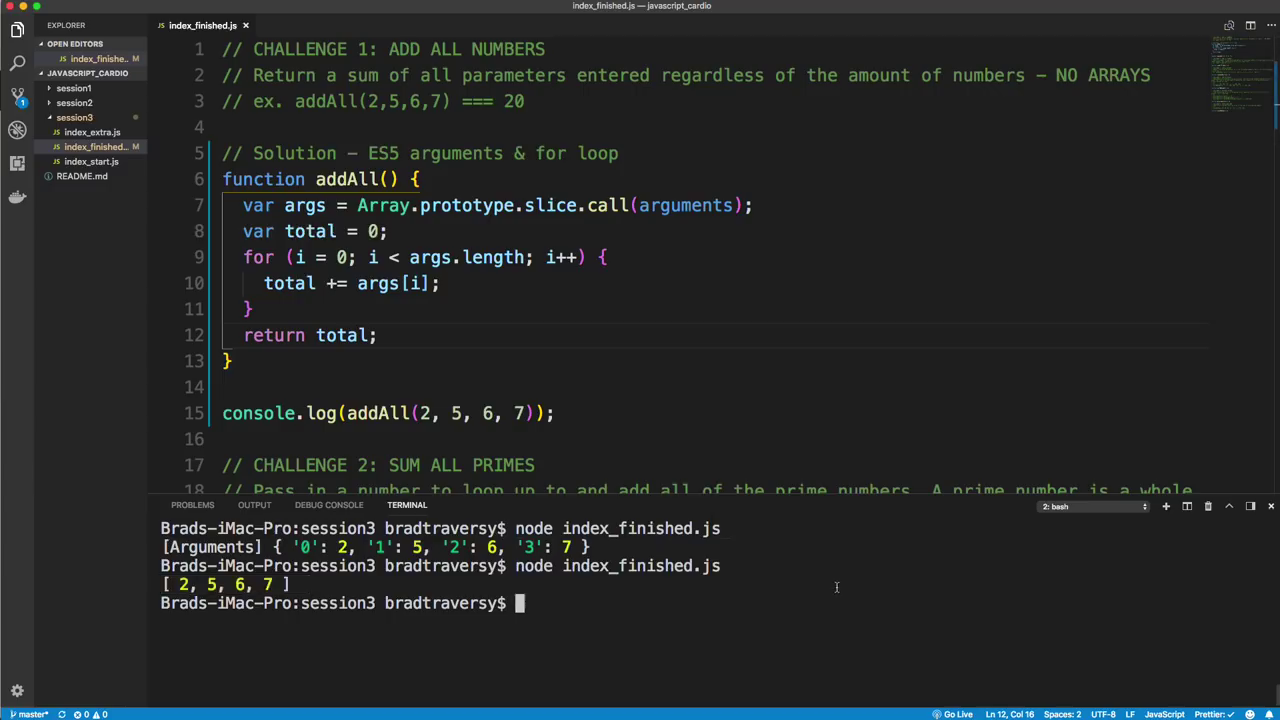 index_finished.js — javascript_cardio
EXPLORER
index_finished.js ×
OPEN EDITORS
index_finishe... M
JAVASCRIPT_CARDIO
session1
session2
session3
JS index_extra.js
JS index_finished... M
JS index_start.js
README.md
1
1 // CHALLENGE 1: ADD ALL NUMBERS
2 // Return a sum of all parameters entered regardless of the amount of numbers - NO ARRAYS
3 // ex. addAll(2,5,6,7) === 20
4
5 // Solution - ES5 arguments & for loop
6 function addAll() {
7 var args = Array.prototype.slice.call(arguments);
8 var total = 0;
9 for (i = 0; i < args.length; i++) {
10 total += args[i];
11 }
12 return total;
13 }
14
15 console.log(addAll(2, 5, 6, 7));
16
17 // CHALLENGE 2: SUM ALL PRIMES
18 // Pass in a number to loop up to and add all of the prime numbers. A prime number is a whole
PROBLEMS OUTPUT DEBUG CONSOLE TERMINAL 2: bash
Brads-iMac-Pro:session3 bradtraversy$ node index_finished.js
[Arguments] { '0': 2, '1': 5, '2': 6, '3': 7 }
Brads-iMac-Pro:session3 bradtraversy$ node index_finished.js
[ 2, 5, 6, 7 ]
Brads-iMac-Pro:session3 bradtraversy$
master* 0 0 Go Live Ln 12, Col 16 Spaces: 2 UTF-8 LF JavaScript Prettier: ✓